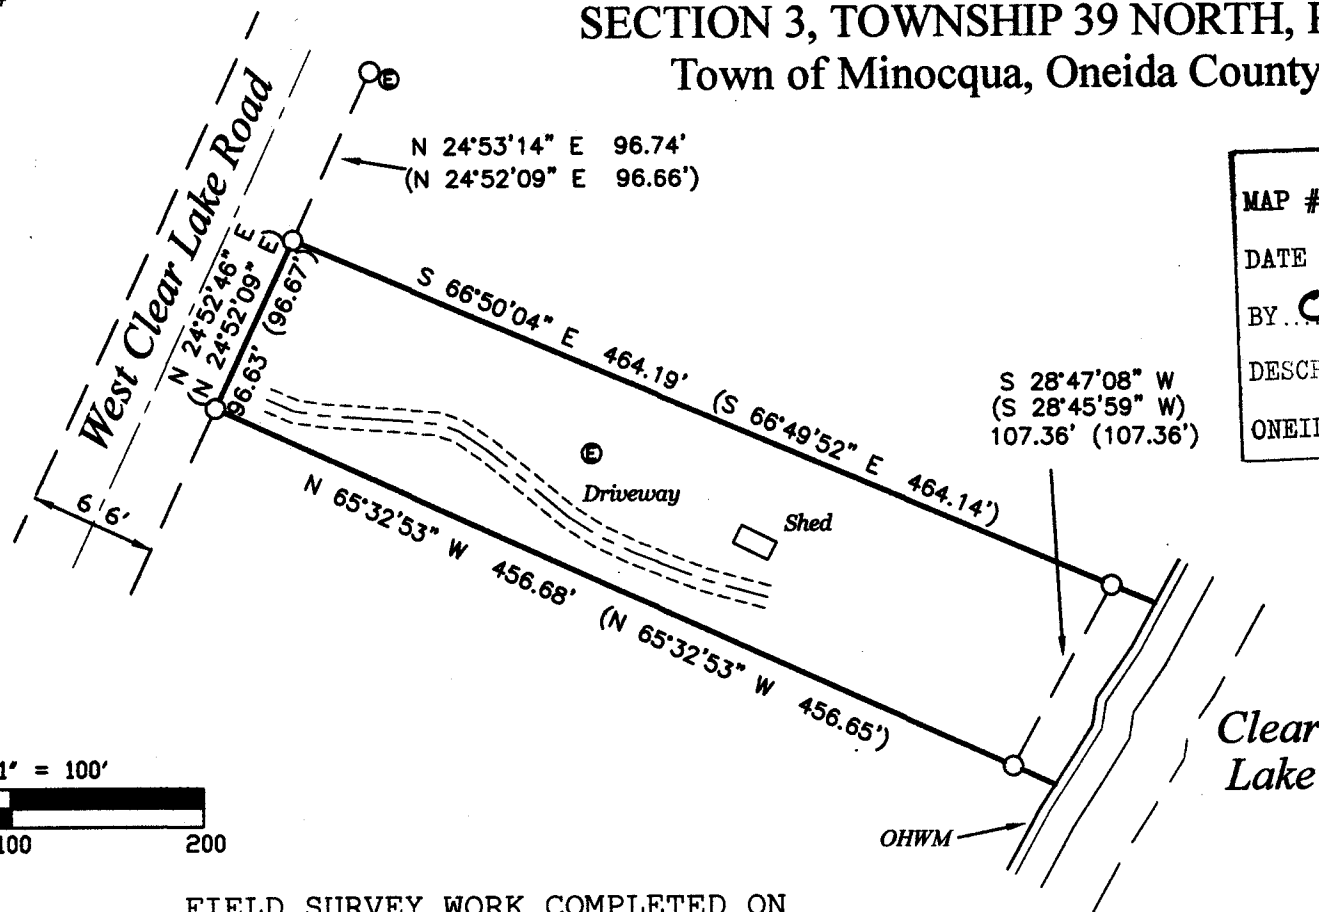 SECTION 3, TOWNSHIP 39 NORTH,
Town of Minocqua, Oneida County
West Clear Lake Road
E
N 24°53'14" E 96.74'
(N 24°52'09" E 96.66')
MAP #
DATE
BY...
N 24°52'46" E
(N 24°52'09" E)
96.63' (96.67')
S 66°50'04" E 464.19' (S 66°49'52" E 464.14')
S 28°47'08" W
(S 28°45'59" W)
107.36' (107.36')
E
Driveway
Shed
66'
N 65°32'53" W 456.68' (N 65°32'53" W 456.65')
Clear
Lake
1" = 100'
100 200
OHWM
FIELD SURVEY WORK COMPLETED ON